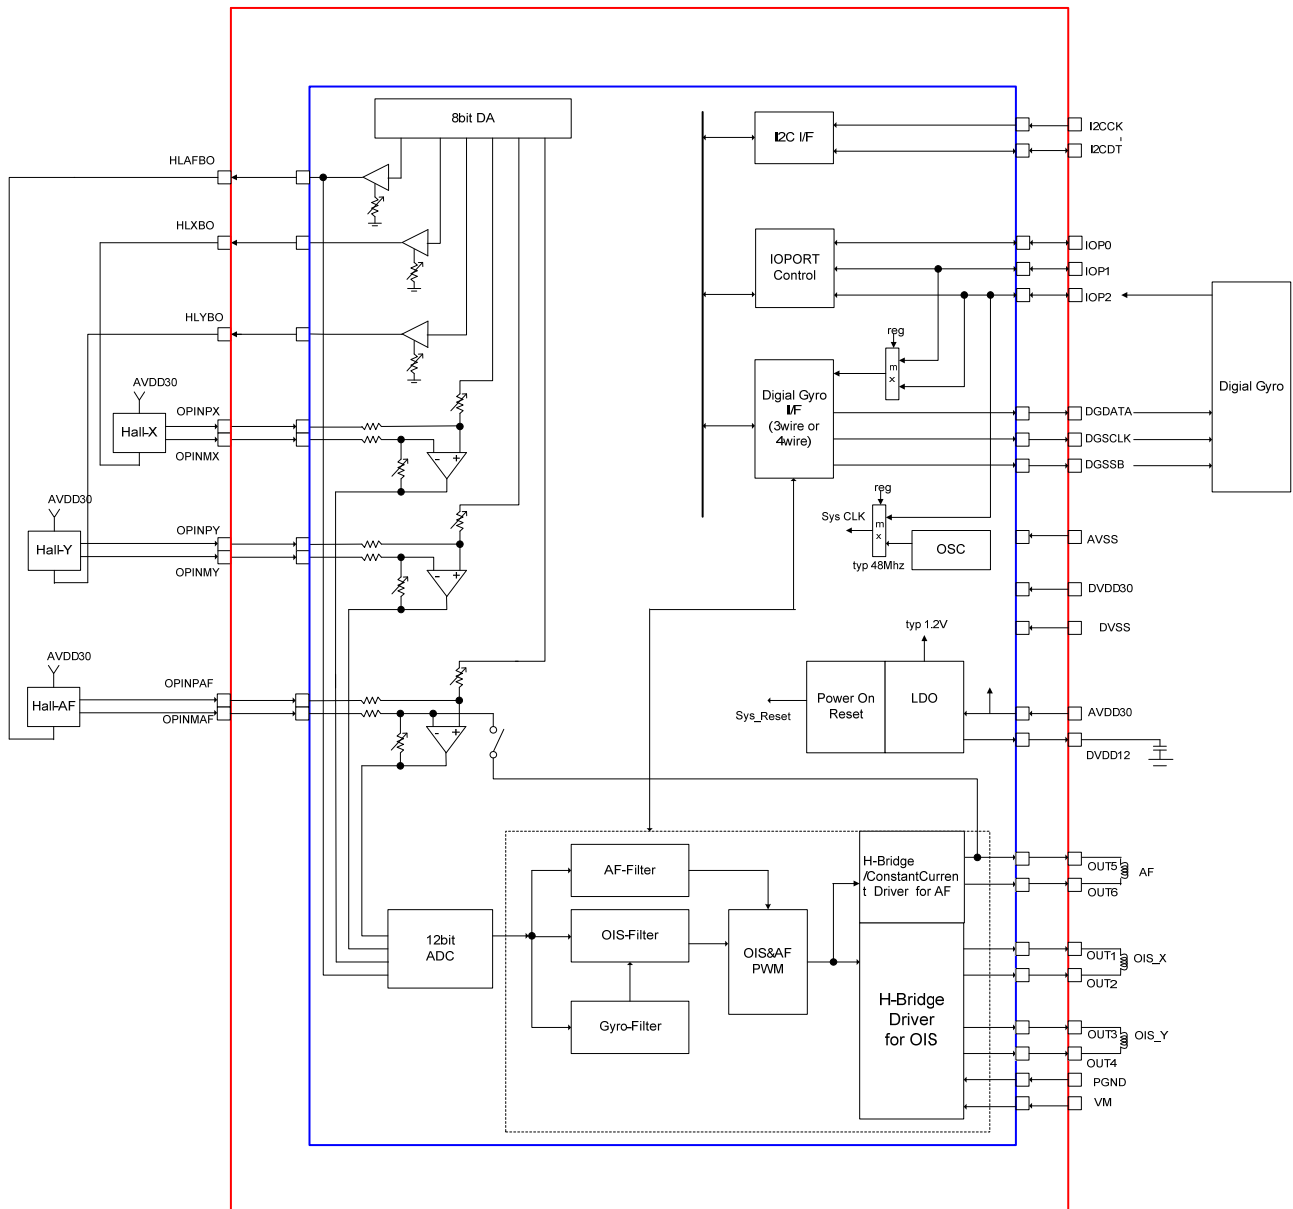 8bit DA
HLAFBO
HLXBO
HLYBO
AVDD30
Hall-X
OPINPX
OPINMX
AVDD30
Hall-Y
OPINPY
OPINMY
AVDD30
Hall-AF
OPINPAF
OPINMAF
-
+
-
+
-
+
I2C I/F
I2CCK
I2CDT
IOPORT
Control
IOP0
IOP1
IOP2
reg
m
x
Digial Gyro
I/F
(3wire or
4wire)
DGDATA
DGSCLK
DGSSB
Digial Gyro
reg
Sys CLK
m
x
typ 48Mhz
OSC
AVSS
DVDD30
DVSS
typ 1.2V
Power On
Reset
LDO
Sys_Reset
AVDD30
DVDD12
12bit
ADC
AF-Filter
OIS-Filter
Gyro-Filter
OIS&AF
PWM
H-Bridge
/ConstantCurren
t Driver for AF
H-Bridge
Driver
for OIS
OUT5
AF
OUT6
OUT1
OIS_X
OUT2
OUT3
OIS_Y
OUT4
PGND
VM